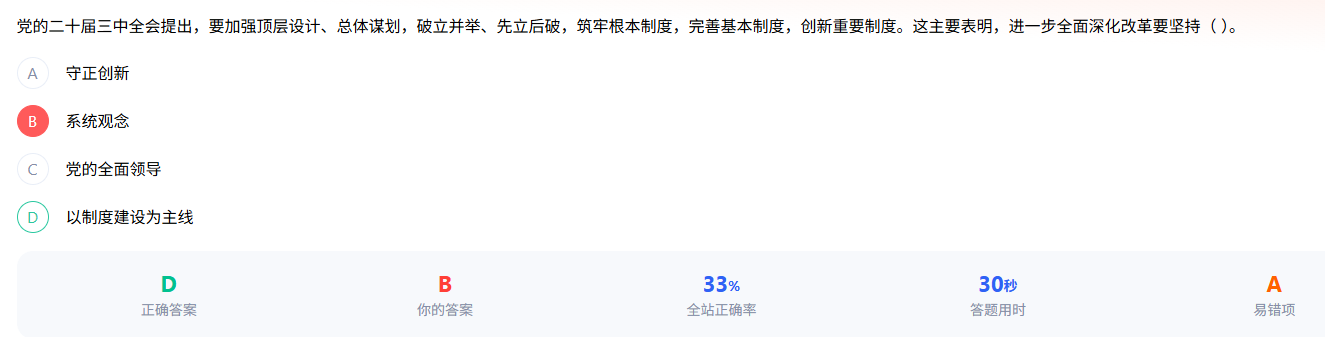 党的二十届三中全会提出，要加强顶层设计、总体谋划，破立并举、先立后破，筑牢根本制度，完善基本制度，创新重要制度。这主要表明，进一步全面深化改革要坚持（ ）。
A 守正创新
B 系统观念
C 党的全面领导
D 以制度建设为主线
D B 33% 30秒 A
正确答案 你的答案 全站正确率 答题用时 易错项